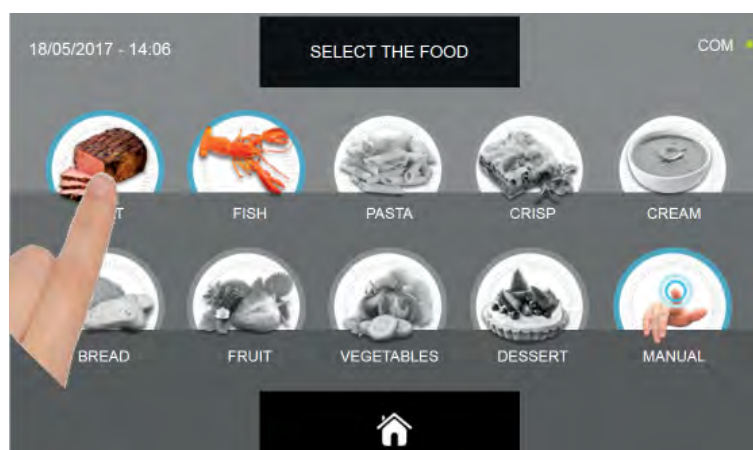 18/05/2017 - 14:06
SELECT THE FOOD
COM
FISH
PASTA
CRISP
CREAM
BREAD
FRUIT
VEGETABLES
DESSERT
MANUAL